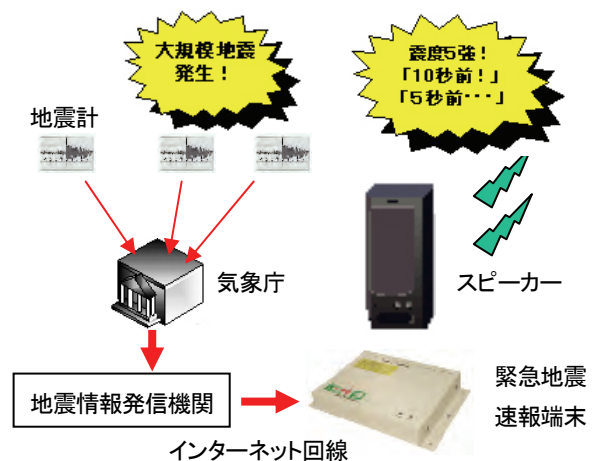 大規模地震
発生！
震度5強！
「10秒前！」
「5秒前・・・」
地震計
気象庁
スピーカー
地震情報発信機関
緊急地震
速報端末
インターネット回線